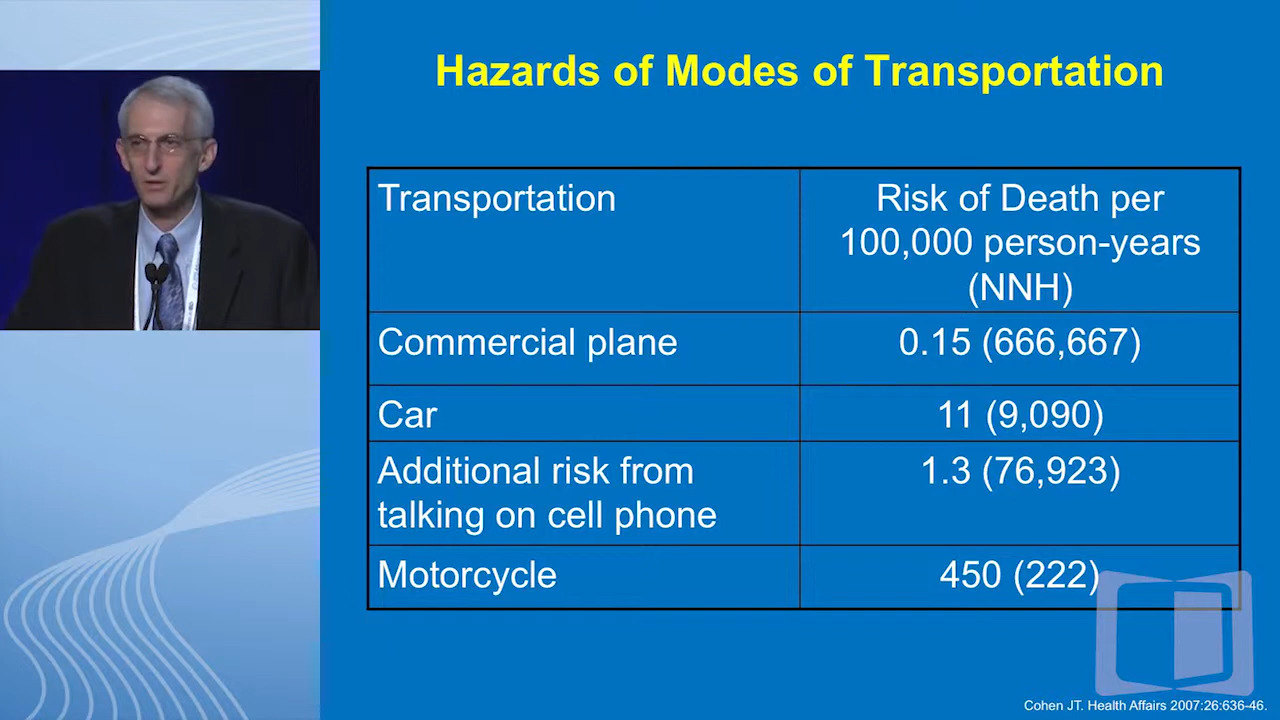 Hazards of Modes of Transportation
Transportation
Risk of Death per
100,000 person-years
(NNH)
Commercial plane
0.15 (666,667)
Car
11 (9,090)
Additional risk from
talking on cell phone
1.3 (76,923)
Motorcycle
450 (222)
Cohen JT. Health Affairs 2007:26:636-46.